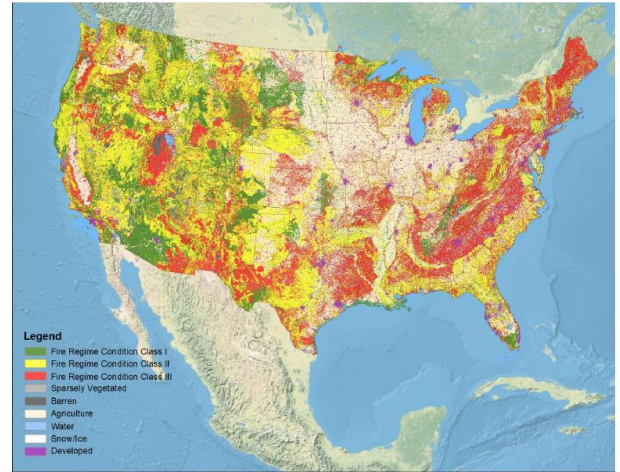 Legend
Fire Regime Condition Class I
Fire Regime Condition Class II
Fire Regime Condition Class III
Sparsely Vegetated
Barren
Agriculture
Water
Snow/Ice
Developed